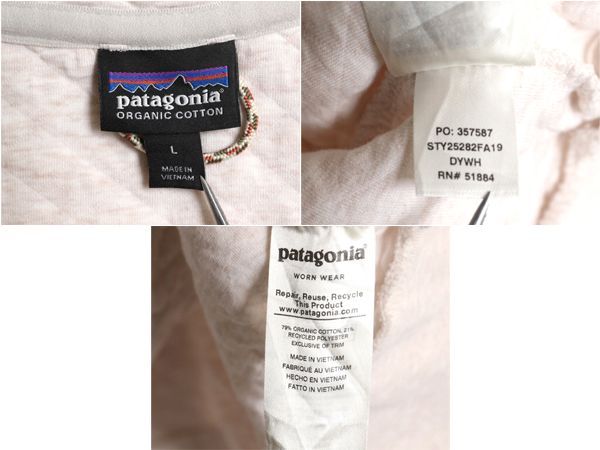 patagonia®
ORGANIC COTTON
L
MADE IN
VIETNAM
PO: 357587
STY25282FA19
DYWH
RN# 51884
patagonia®
WORN WEAR
Repair, Reuse, Recycle
This Product
www.patagonia.com
79% ORGANIC COTTON, 21%
RECYCLED POLYESTER
EXCLUSIVE OF TRIM
MADE IN VIETNAM
FABRIQUÉ AU VIETNAM
HECHO EN VIETNAM
FATTO IN VIETNAM